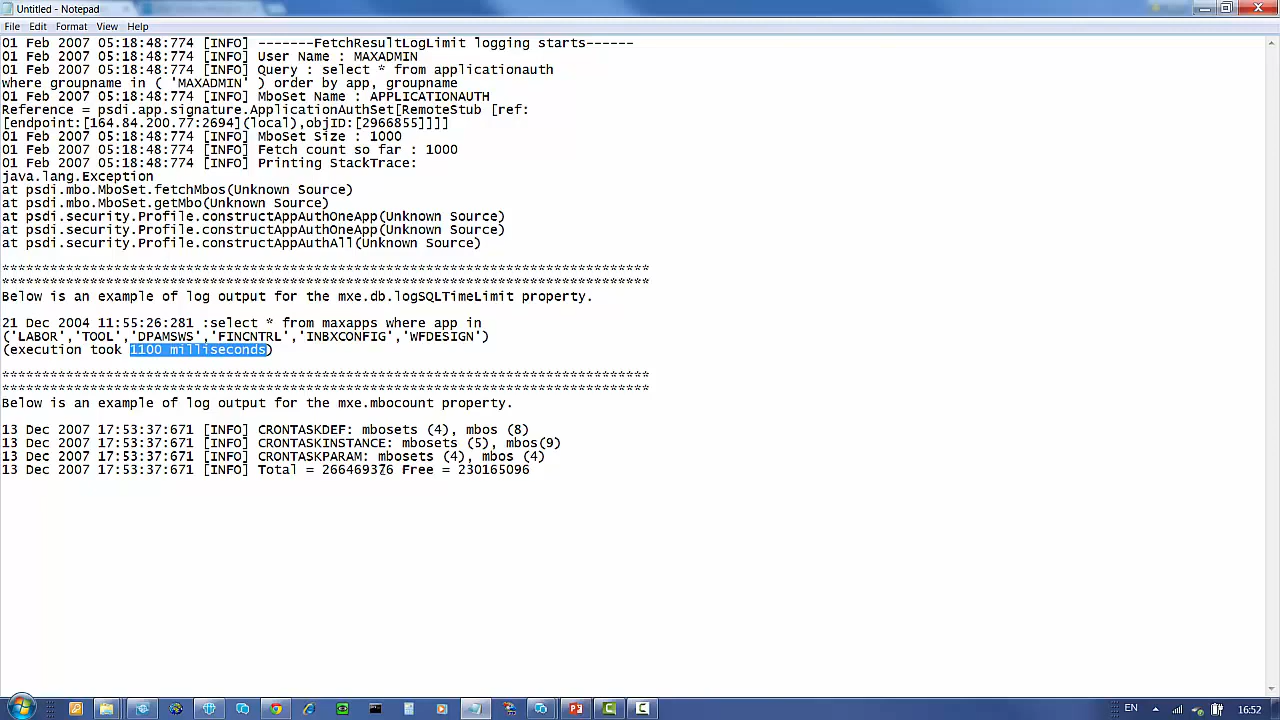 Untitled - Notepad
File Edit Format View Help
01 Feb 2007 05:18:48:774 [INFO] -------FetchResultLogLimit logging starts------
01 Feb 2007 05:18:48:774 [INFO] User Name : MAXADMIN
01 Feb 2007 05:18:48:774 [INFO] Query : select * from applicationauth
where groupname in ( 'MAXADMIN' ) order by app, groupname
01 Feb 2007 05:18:48:774 [INFO] MboSet Name : APPLICATIONAUTH
Reference = psdi.app.signature.ApplicationAuthSet[RemoteStub [ref:
[endpoint:[164.84.200.77:2694](local),objID:[2966855]]]]
01 Feb 2007 05:18:48:774 [INFO] MboSet Size : 1000
01 Feb 2007 05:18:48:774 [INFO] Fetch count so far : 1000
01 Feb 2007 05:18:48:774 [INFO] Printing StackTrace:
java.lang.Exception
at psdi.mbo.MboSet.fetchMbos(Unknown Source)
at psdi.mbo.MboSet.getMbo(Unknown Source)
at psdi.security.Profile.constructAppAuthOneApp(Unknown Source)
at psdi.security.Profile.constructAppAuthOneApp(Unknown Source)
at psdi.security.Profile.constructAppAuthAll(Unknown Source)
*********************************************************************************
*********************************************************************************
Below is an example of log output for the mxe.db.logSQLTimeLimit property.
21 Dec 2004 11:55:26:281 :select * from maxapps where app in
('LABOR','TOOL','DPAMSWS','FINCNTRL','INBXCONFIG','WFDESIGN')
(execution took 1100 milliseconds)
*********************************************************************************
*********************************************************************************
Below is an example of log output for the mxe.mbocount property.
13 Dec 2007 17:53:37:671 [INFO] CRONTASKDEF: mbosets (4), mbos (8)
13 Dec 2007 17:53:37:671 [INFO] CRONTASKINSTANCE: mbosets (5), mbos(9)
13 Dec 2007 17:53:37:671 [INFO] CRONTASKPARAM: mbosets (4), mbos (4)
13 Dec 2007 17:53:37:671 [INFO] Total = 266469376 Free = 230165096
EN 16:52